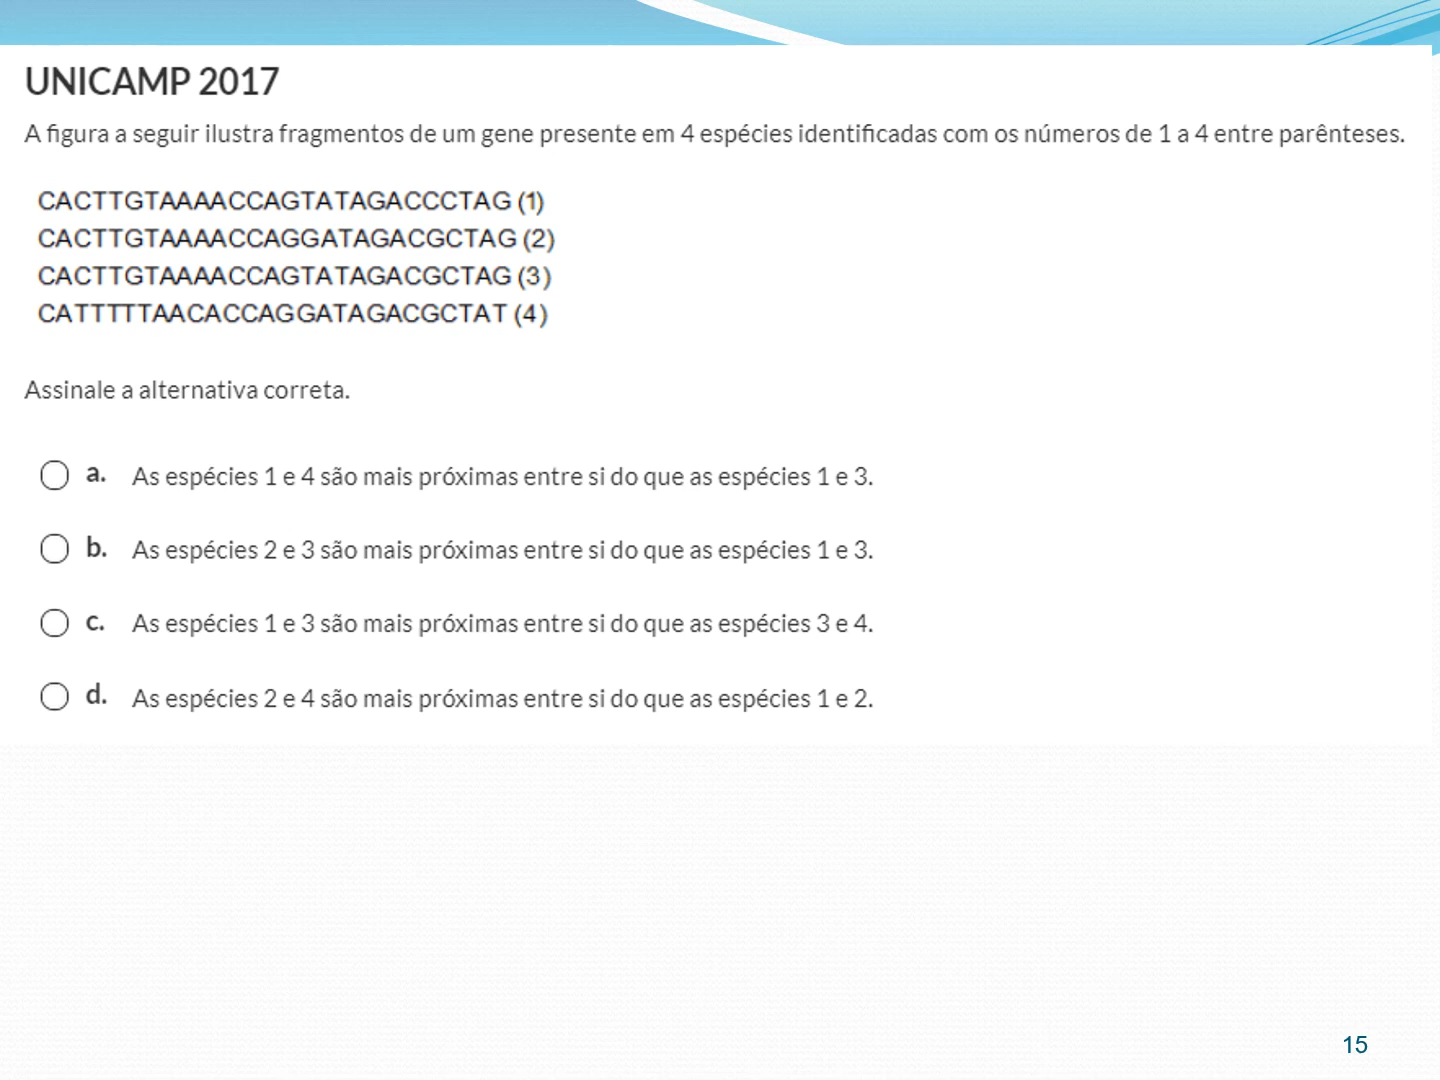 UNICAMP 2017
A figura a seguir ilustra fragmentos de um gene presente em 4 espécies identificadas com os números de 1 a 4 entre parênteses.
CACTTGTAAAACCAGTATAGACCCTAG (1)
CACTTGTAAAACCAGGATAGACGCTAG (2)
CACTTGTAAAACCAGTATAGACGCTAG (3)
CATTTTTAACACCAGGATAGACGCTAT (4)
Assinale a alternativa correta.
a. As espécies 1 e 4 são mais próximas entre si do que as espécies 1 e 3.
b. As espécies 2 e 3 são mais próximas entre si do que as espécies 1 e 3.
c. As espécies 1 e 3 são mais próximas entre si do que as espécies 3 e 4.
d. As espécies 2 e 4 são mais próximas entre si do que as espécies 1 e 2.
15